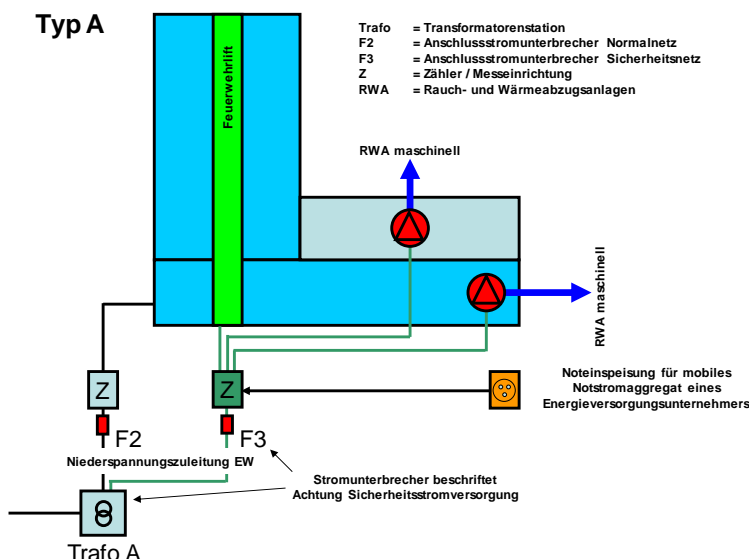 Typ A
Trafo = Transformatorenstation
F2 = Anschlussstromunterbrecher Normalnetz
F3 = Anschlussstromunterbrecher Sicherheitsnetz
Z = Zähler / Messeinrichtung
RWA = Rauch- und Wärmeabzugsanlagen
Feuerwehrlift
RWA maschinell
RWA maschinell
Z
Z
Noteinspeisung für mobiles
Notstromaggregat eines
Energieversorgungsunternehmers
F2
F3
Niederspannungszuleitung EW
Stromunterbrecher beschriftet
Achtung Sicherheitsstromversorgung
Trafo A